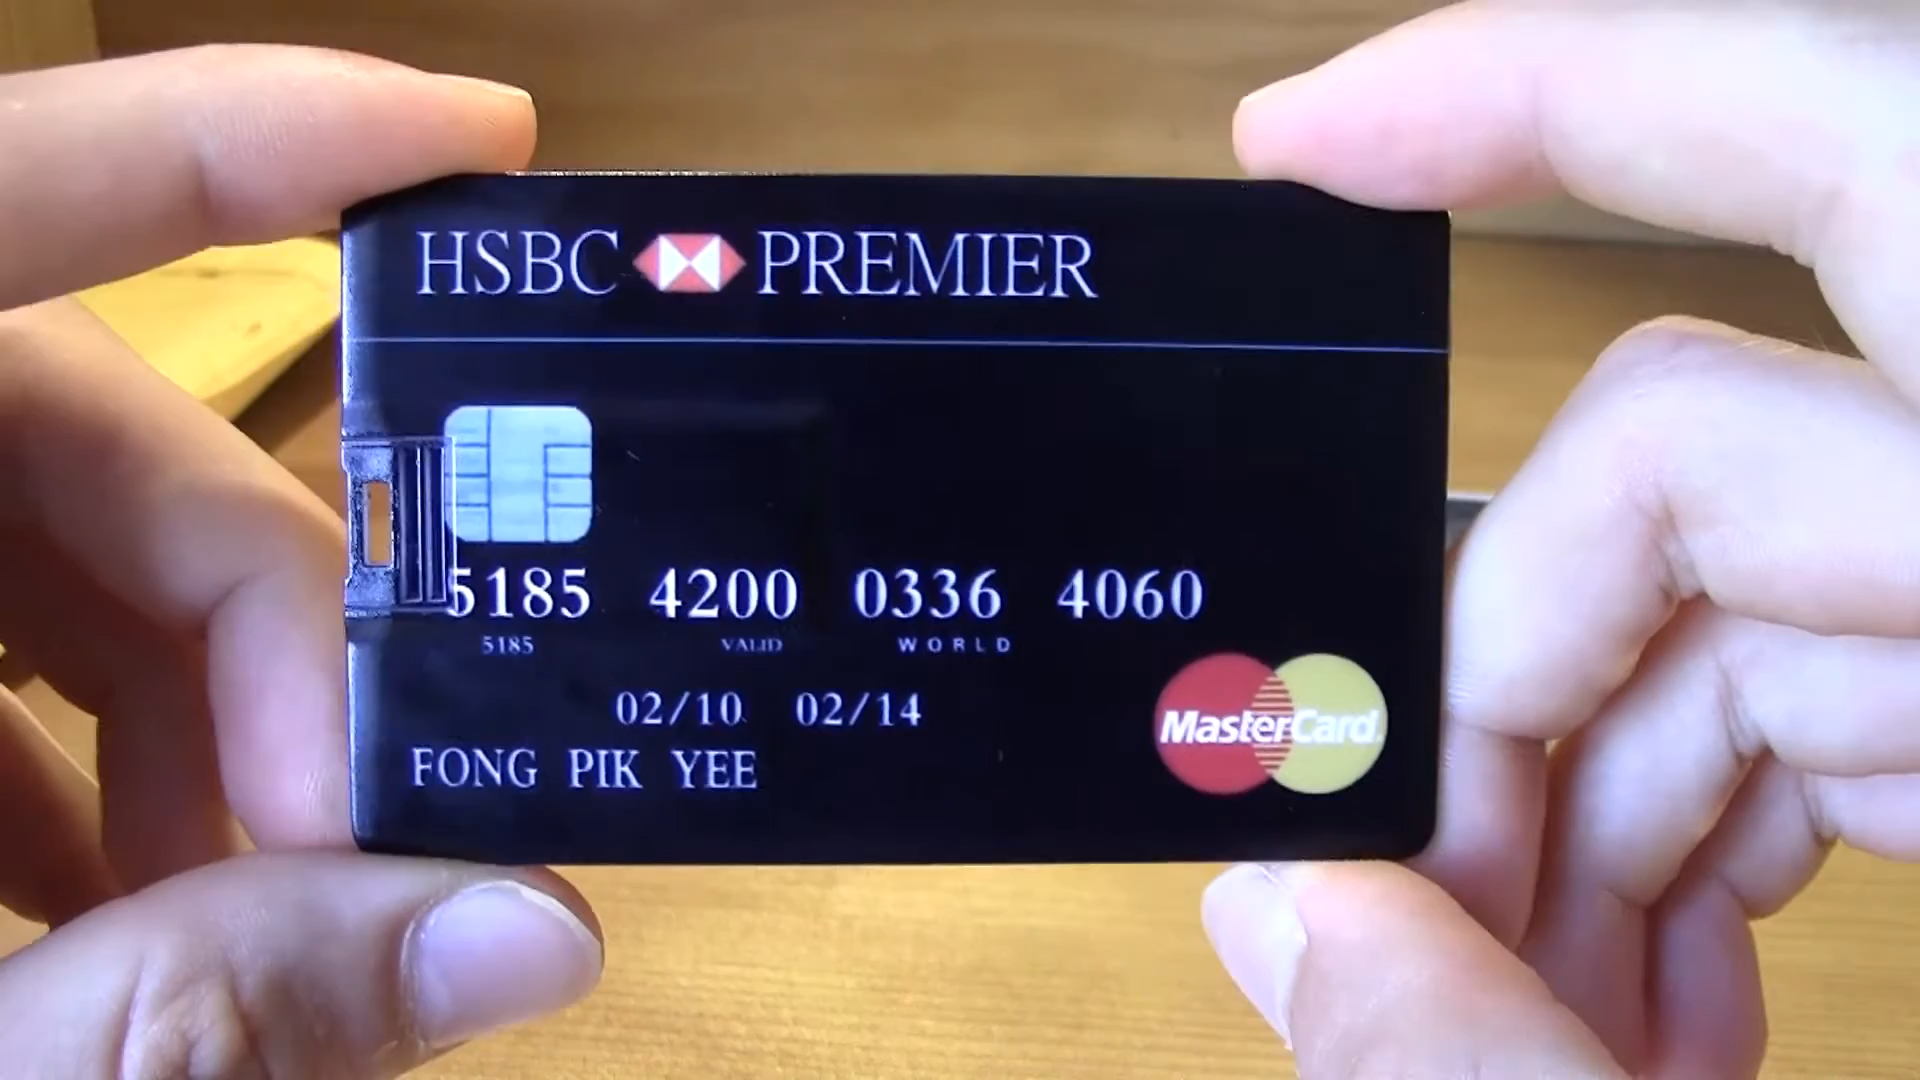 HSBC PREMIER
5185 4200 0336 4060
5185 VALID WORLD
02/10 02/14
FONG PIK YEE
MasterCard